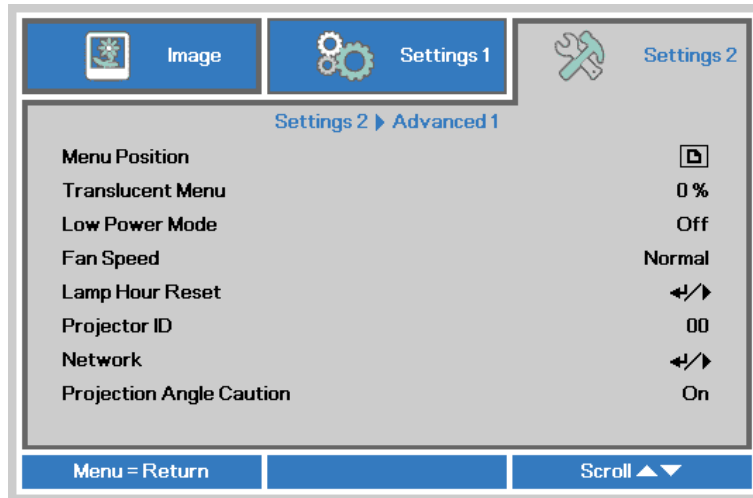 Image
Settings 1
Settings 2
Settings 2 ▶ Advanced 1
Menu Position
Translucent Menu 0 %
Low Power Mode Off
Fan Speed Normal
Lamp Hour Reset ↵/▶
Projector ID 00
Network ↵/▶
Projection Angle Caution On
Menu = Return
Scroll ▲▼